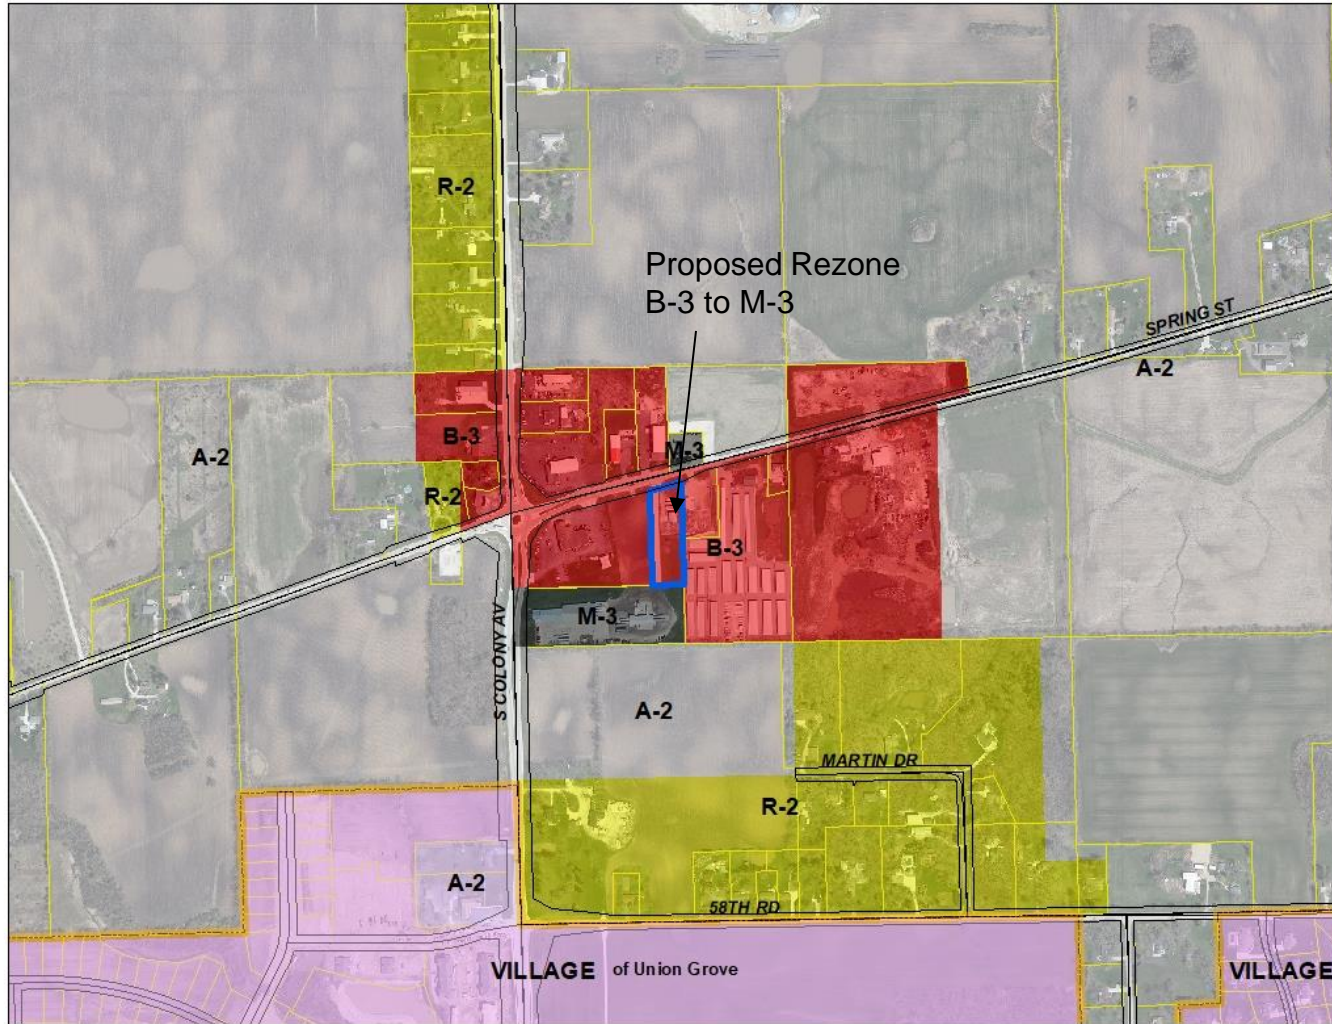 R-2
Proposed Rezone
B-3 to M-3
SPRING ST
A-2
B-3
M-3
A-2
R-2
B-3
M-3
S COLONY AV
A-2
MARTIN DR
R-2
A-2
58TH RD
VILLAGE of Union Grove
VILLAGE